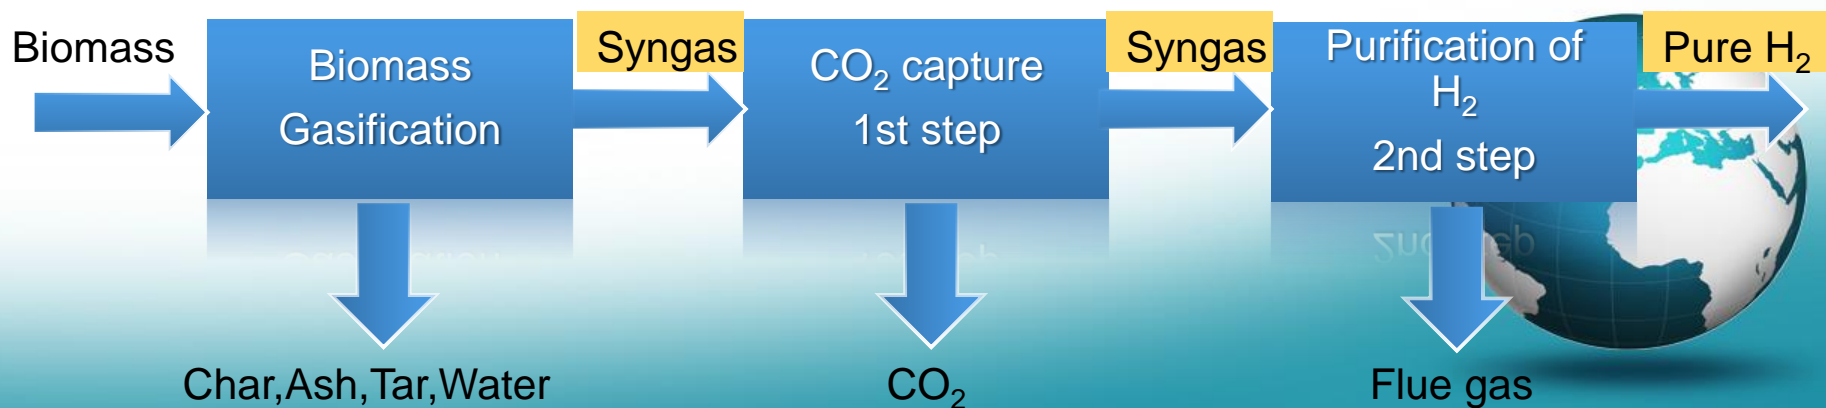 Biomass
Biomass
Gasification
Syngas
CO₂ capture
1st step
Syngas
Purification of
H₂
2nd step
Pure H₂
Char,Ash,Tar,Water
CO₂
Flue gas